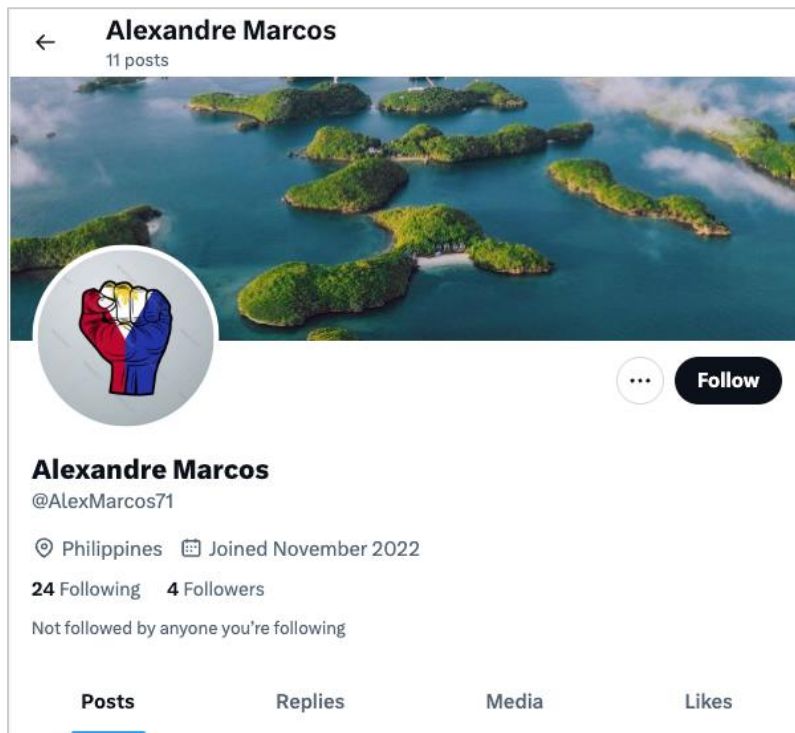 Alexandre Marcos
11 posts
Follow
Alexandre Marcos
@AlexMarcos71
Philippines Joined November 2022
24 Following 4 Followers
Not followed by anyone you're following
Posts Replies Media Likes